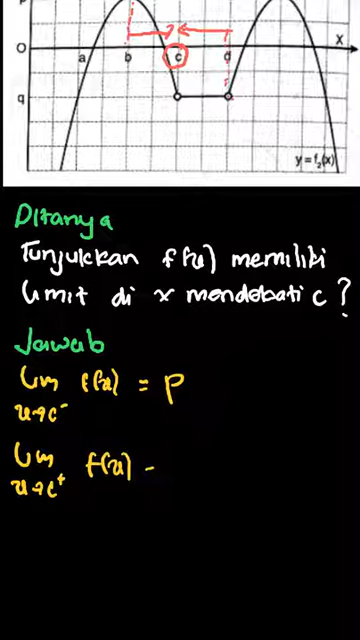 O
x
a
b
c
d
q
y = f₂(x)
Ditanya
Tunjukkan f(x) memiliki
limit di x mendekati c?
Jawab
lim f(x) = p
x→c⁻
lim f(x) -
x→c⁺